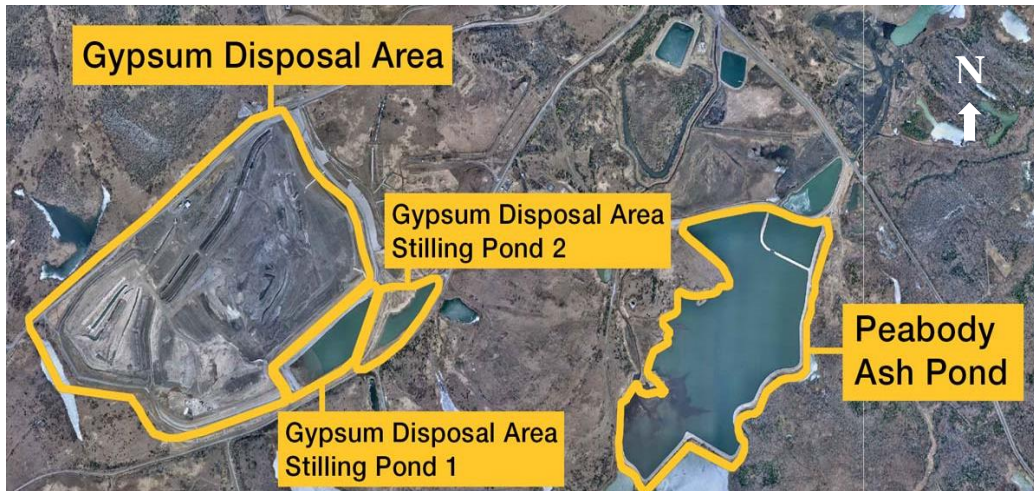 Gypsum Disposal Area
N
Gypsum Disposal Area
Stilling Pond 2
Peabody
Ash Pond
Gypsum Disposal Area
Stilling Pond 1